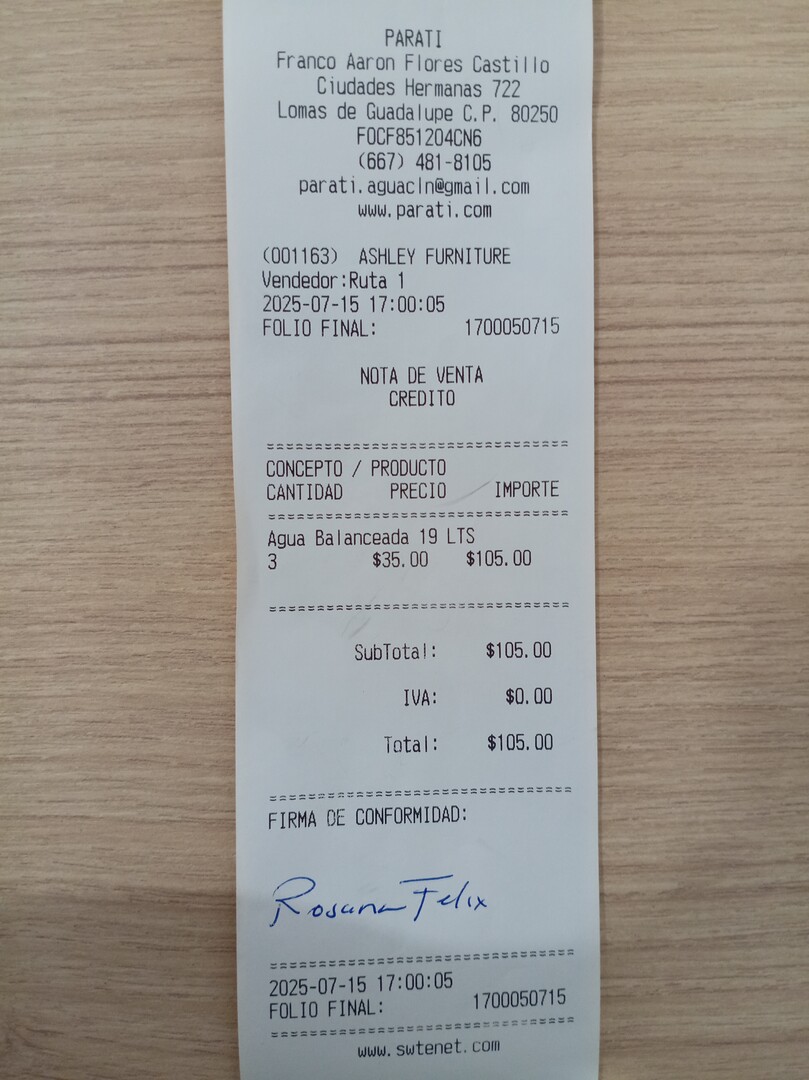 PARATI
Franco Aaron Flores Castillo
Ciudades Hermanas 722
Lomas de Guadalupe C.P. 80250
FOCF851204CN6
(667) 481-8105
parati.aguacln@gmail.com
www.parati.com
(001163) ASHLEY FURNITURE
Vendedor:Ruta 1
2025-07-15 17:00:05
FOLIO FINAL: 1700050715
NOTA DE VENTA
CREDITO
==============================
CONCEPTO / PRODUCTO
CANTIDAD PRECIO IMPORTE
==============================
Agua Balanceada 19 LTS
3 $35.00 $105.00
==============================
SubTotal: $105.00
IVA: $0.00
Total: $105.00
==============================
FIRMA DE CONFORMIDAD:
Rosana Felix
==============================
2025-07-15 17:00:05
FOLIO FINAL: 1700050715
==============================
www.swtenet.com